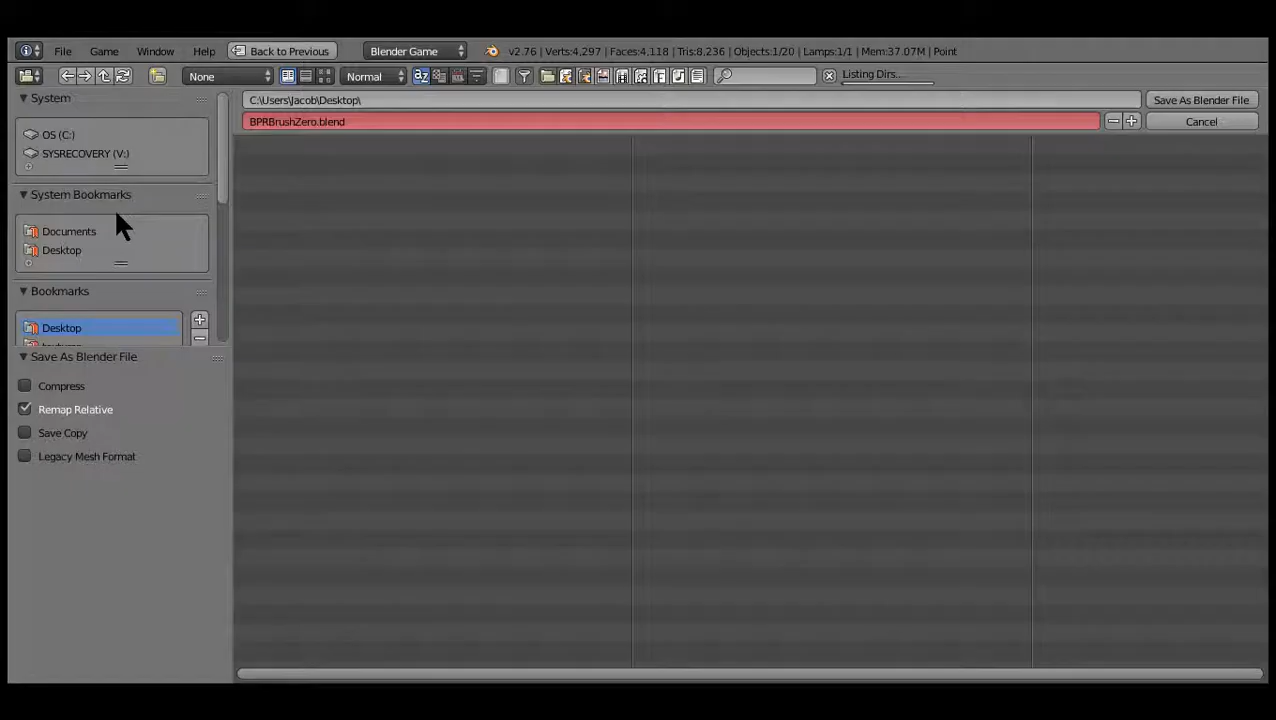 File Game Window Help Back to Previous Blender Game v2.76 | Verts:4,297 | Faces:4,118 | Tris:8,236 | Objects:1/20 | Lamps:1/1 | Mem:37.07M | Point
None Normal Listing Dirs..
System
C:\Users\Jacob\Desktop\ Save As Blender File
BPRBrushZero.blend Cancel
OS (C:)
SYSRECOVERY (V:)
System Bookmarks
Documents
Desktop
Bookmarks
Desktop
Save As Blender File
Compress
Remap Relative
Save Copy
Legacy Mesh Format